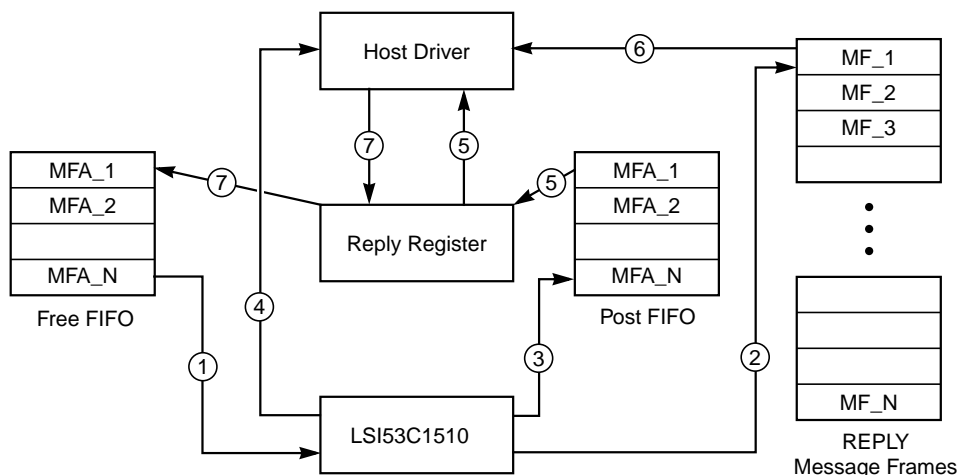 6
Host Driver
MF_1
MF_2
MF_3
7
5
MFA_1
7
5
MFA_1
MFA_2
MFA_2
Reply Register
MFA_N
MFA_N
4
Free FIFO
Post FIFO
1
3
2
LSI53C1510
MF_N
REPLY
Message Frames